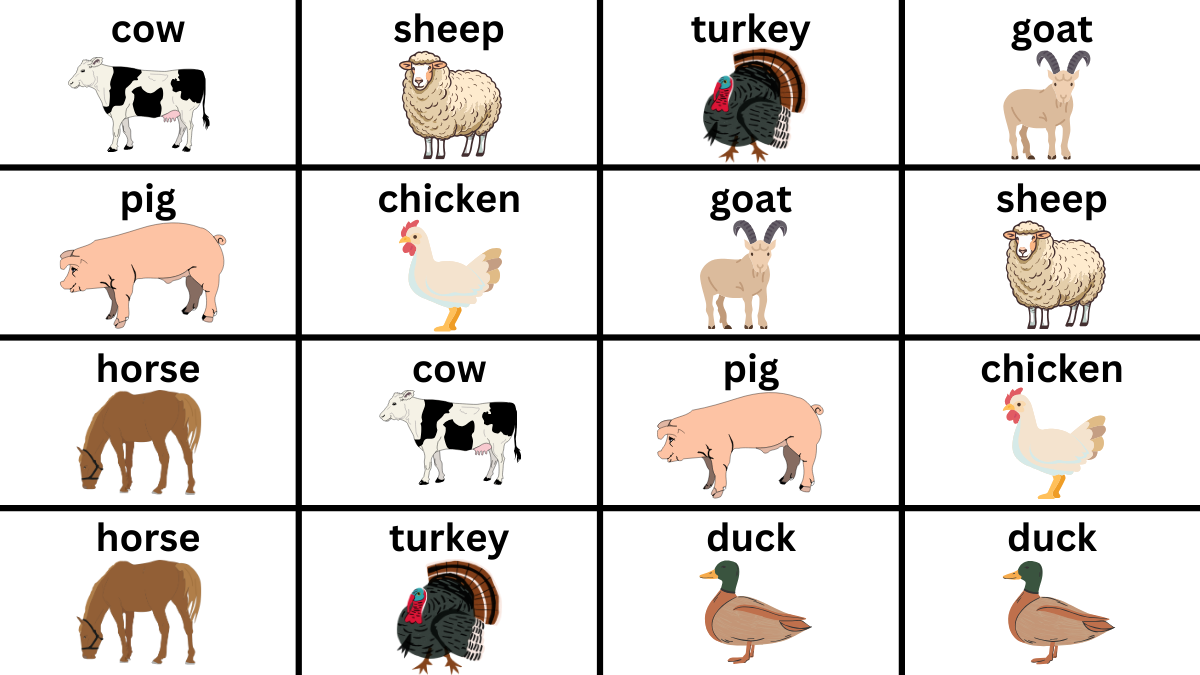 cow
sheep
turkey
goat
pig
chicken
goat
sheep
horse
cow
pig
chicken
horse
turkey
duck
duck